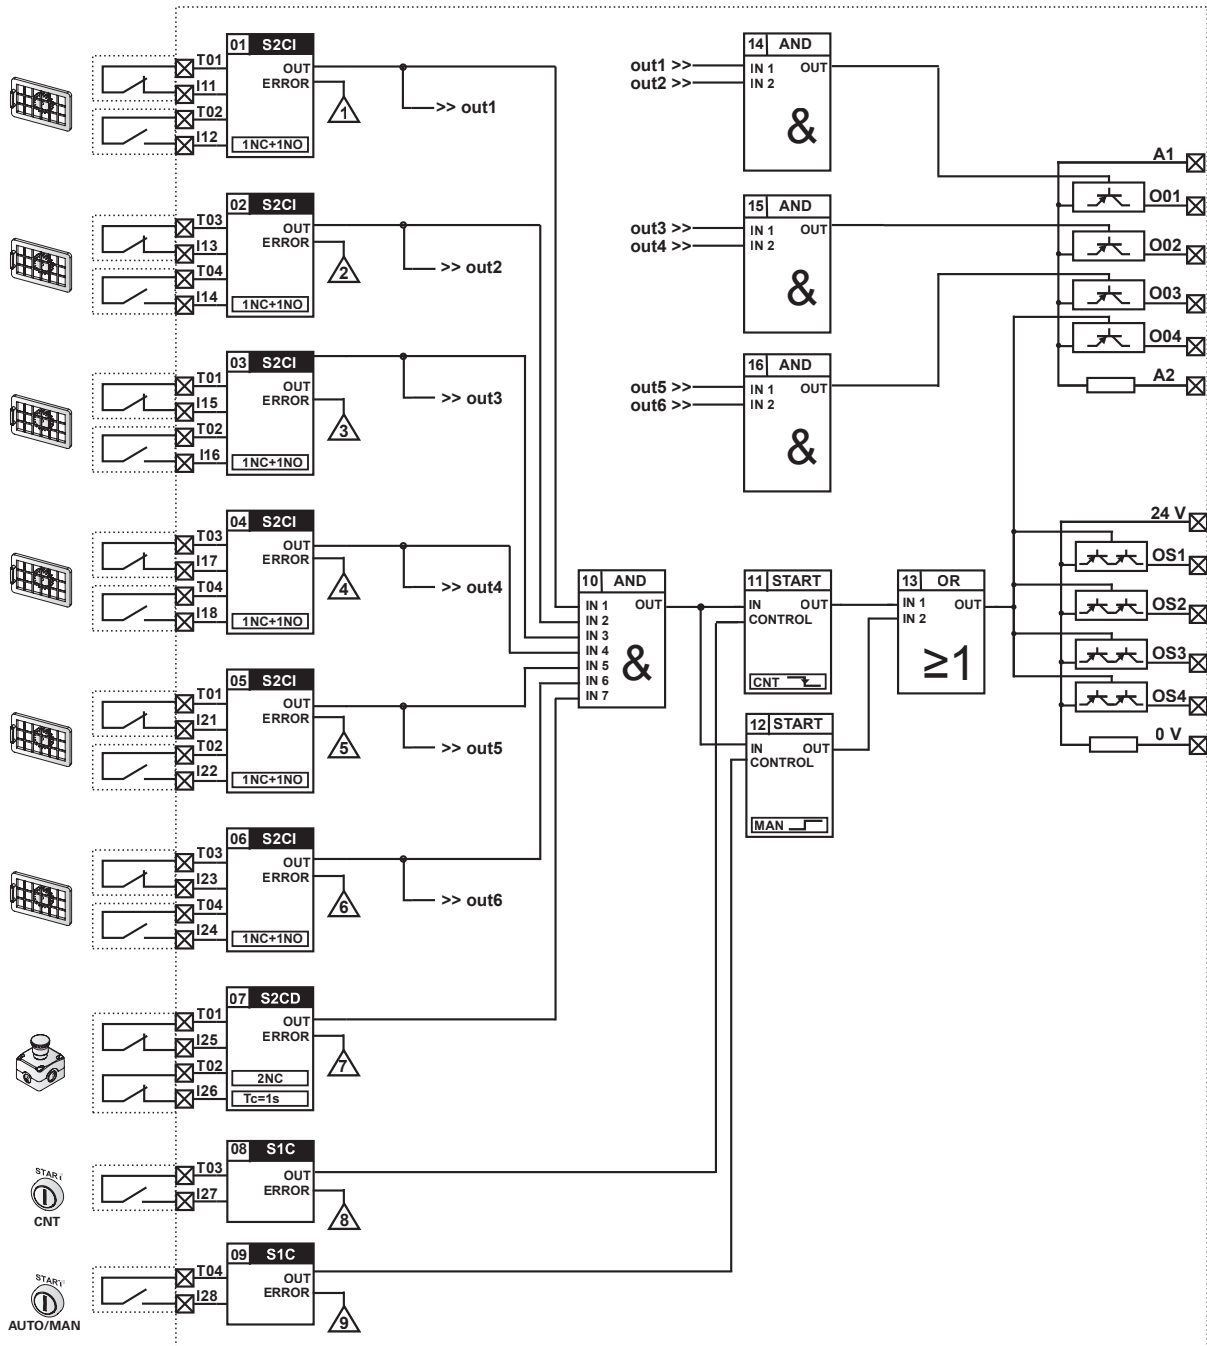 01 S2CI
T01
OUT
I11
ERROR
1
T02
>> out1
I12
1NC+1NO
02 S2CI
T03
OUT
I13
ERROR
2
T04
>> out2
I14
1NC+1NO
03 S2CI
T01
OUT
I15
ERROR
3
T02
>> out3
I16
1NC+1NO
04 S2CI
T03
OUT
I17
ERROR
4
T04
>> out4
I18
1NC+1NO
05 S2CI
T01
OUT
I21
ERROR
5
T02
>> out5
I22
1NC+1NO
06 S2CI
T03
OUT
I23
ERROR
6
T04
>> out6
I24
1NC+1NO
07 S2CD
T01
OUT
I25
ERROR
7
T02
2NC
I26
Tc=1s
START
CNT
08 S1C
T03
OUT
I27
ERROR
8
START
AUTO/MAN
09 S1C
T04
OUT
I28
ERROR
9
10 AND
IN 1 OUT
IN 2
IN 3
IN 4
IN 5
IN 6
IN 7
&
11 START
IN OUT
CONTROL
CNT
12 START
IN OUT
CONTROL
MAN
13 OR
IN 1 OUT
IN 2
≥1
14 AND
out1 >> IN 1 OUT
out2 >> IN 2
&
15 AND
out3 >> IN 1 OUT
out4 >> IN 2
&
16 AND
out5 >> IN 1 OUT
out6 >> IN 2
&
A1
O01
O02
O03
O04
A2
24 V
OS1
OS2
OS3
OS4
0 V